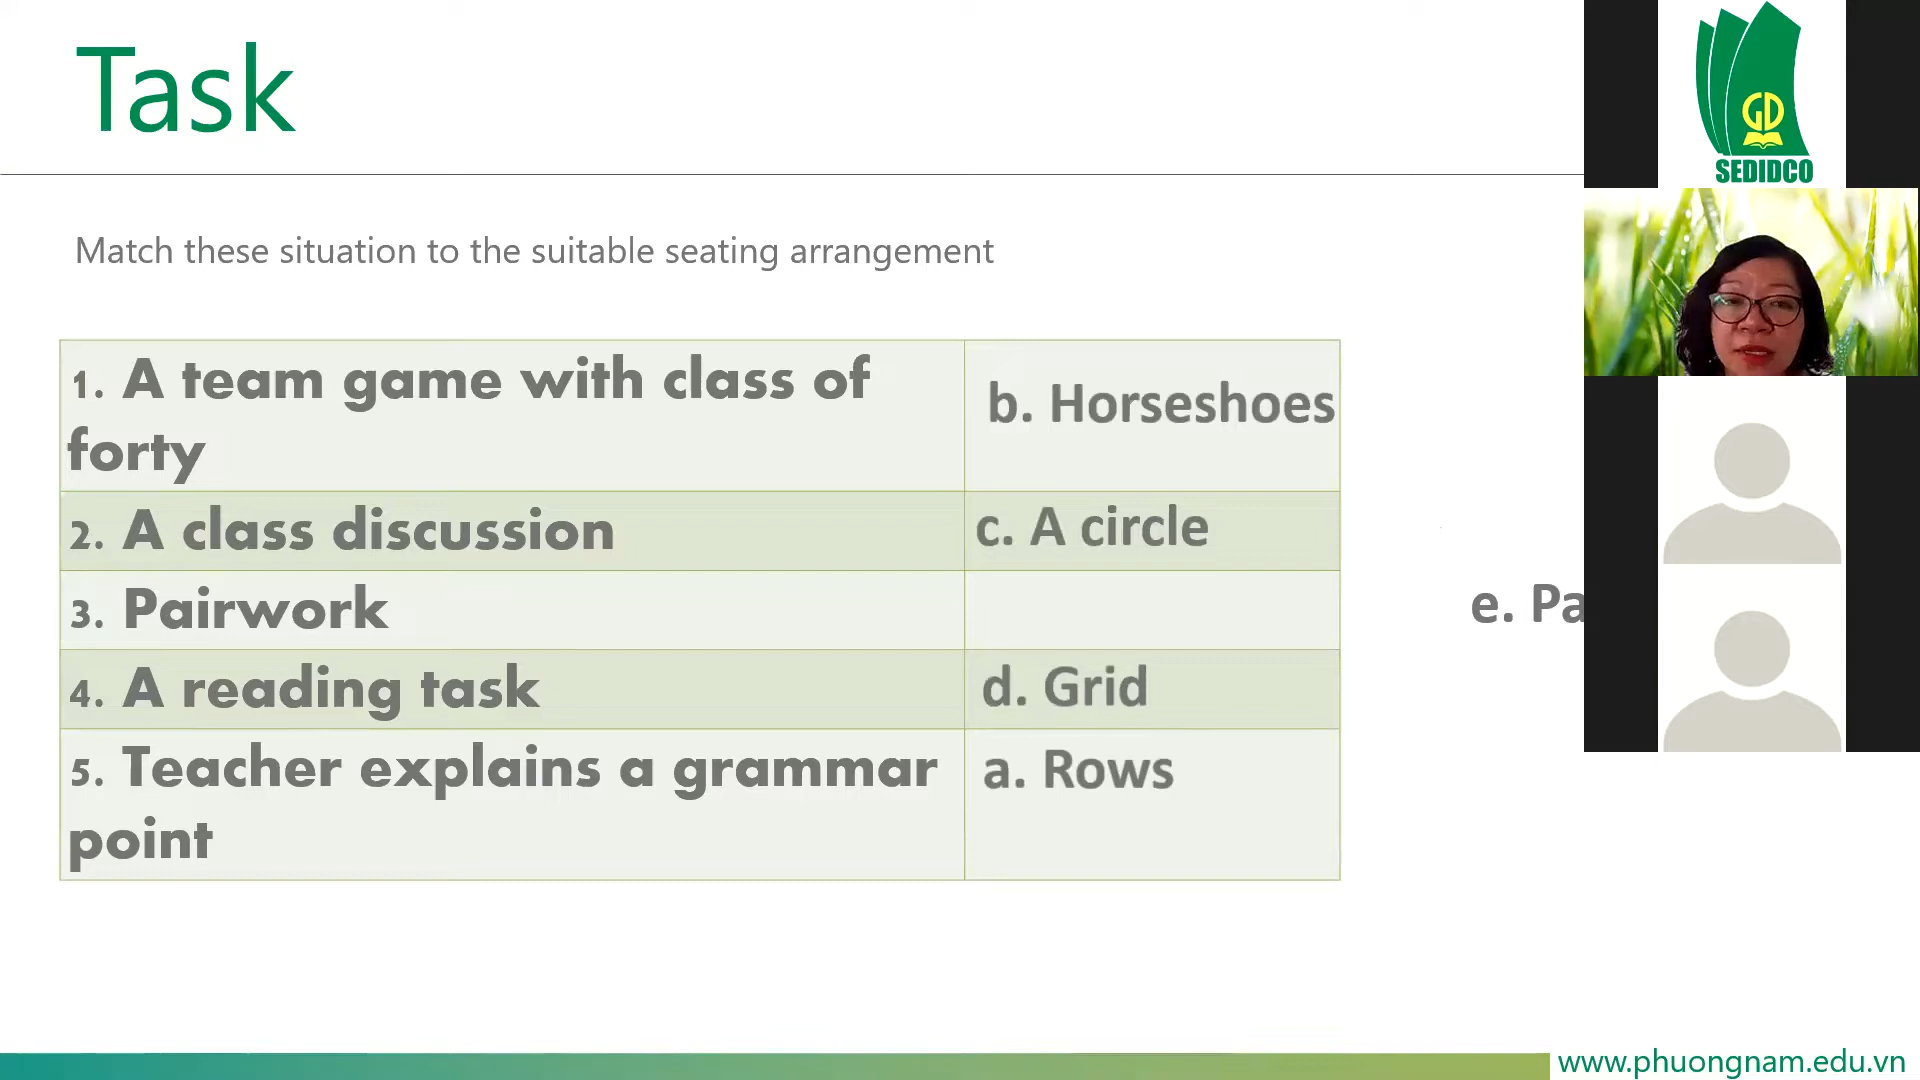 Task
Match these situation to the suitable seating arrangement
1. A team game with class of
forty
b. Horseshoes
2. A class discussion
c. A circle
3. Pairwork
e. Pa
4. A reading task
d. Grid
5. Teacher explains a grammar
point
a. Rows
GD
SEDIDCO
www.phuongnam.edu.vn